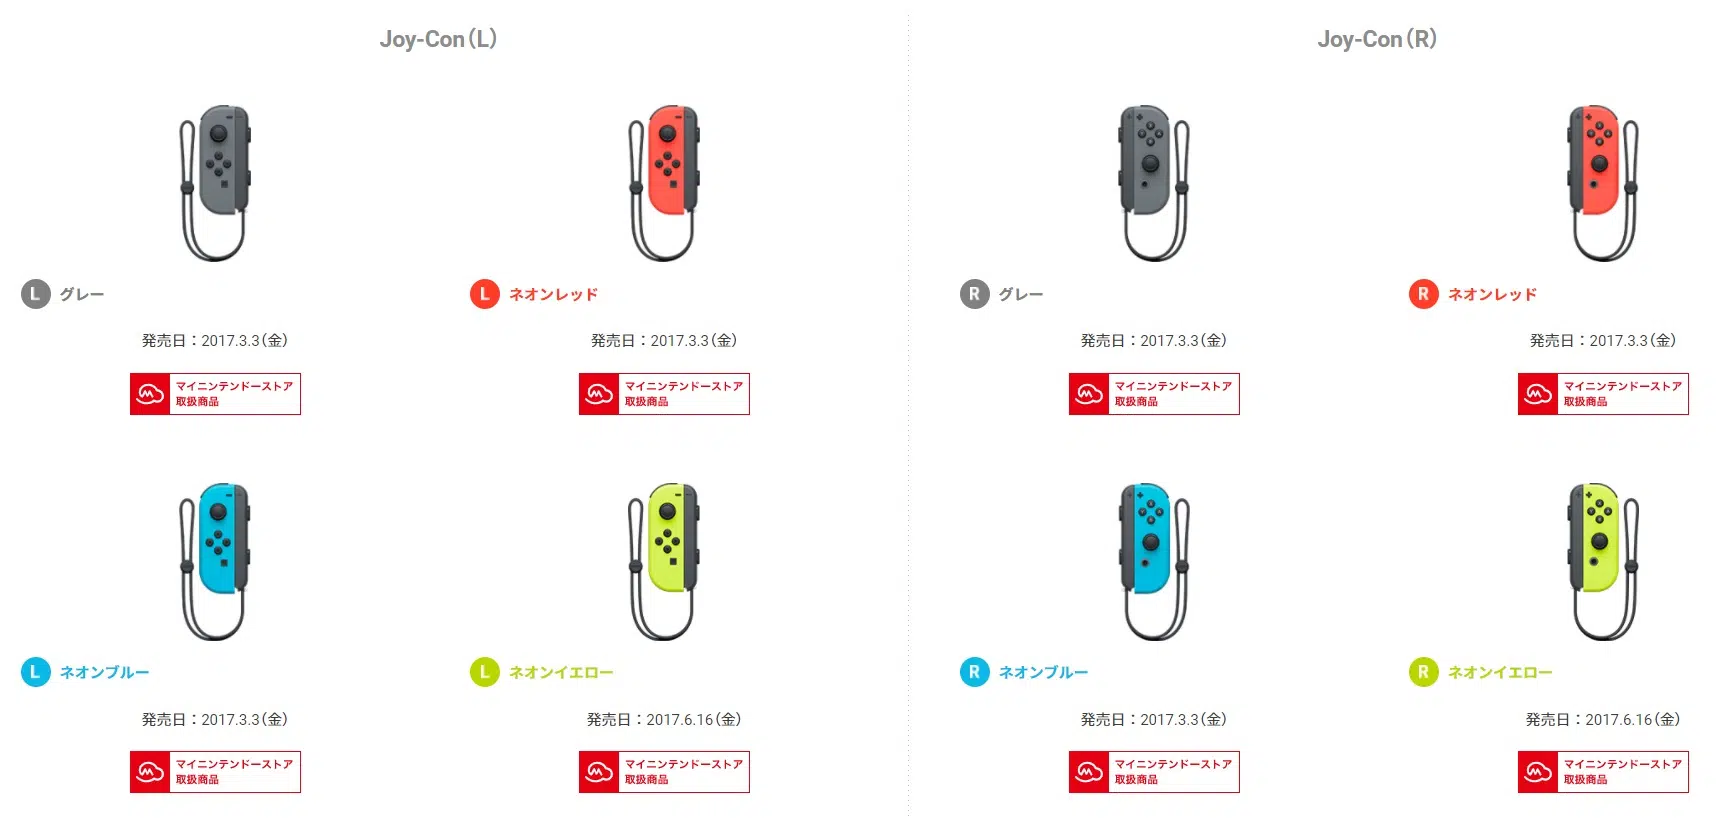 Joy-Con（L）
L グレー
発売日：2017.3.3（金）
マイニンテンドーストア
取扱商品
L ネオンレッド
発売日：2017.3.3（金）
マイニンテンドーストア
取扱商品
L ネオンブルー
発売日：2017.3.3（金）
マイニンテンドーストア
取扱商品
L ネオンイエロー
発売日：2017.6.16（金）
マイニンテンドーストア
取扱商品
Joy-Con（R）
R グレー
発売日：2017.3.3（金）
マイニンテンドーストア
取扱商品
R ネオンレッド
発売日：2017.3.3（金）
マイニンテンドーストア
取扱商品
R ネオンブルー
発売日：2017.3.3（金）
マイニンテンドーストア
取扱商品
R ネオンイエロー
発売日：2017.6.16（金）
マイニンテンドーストア
取扱商品